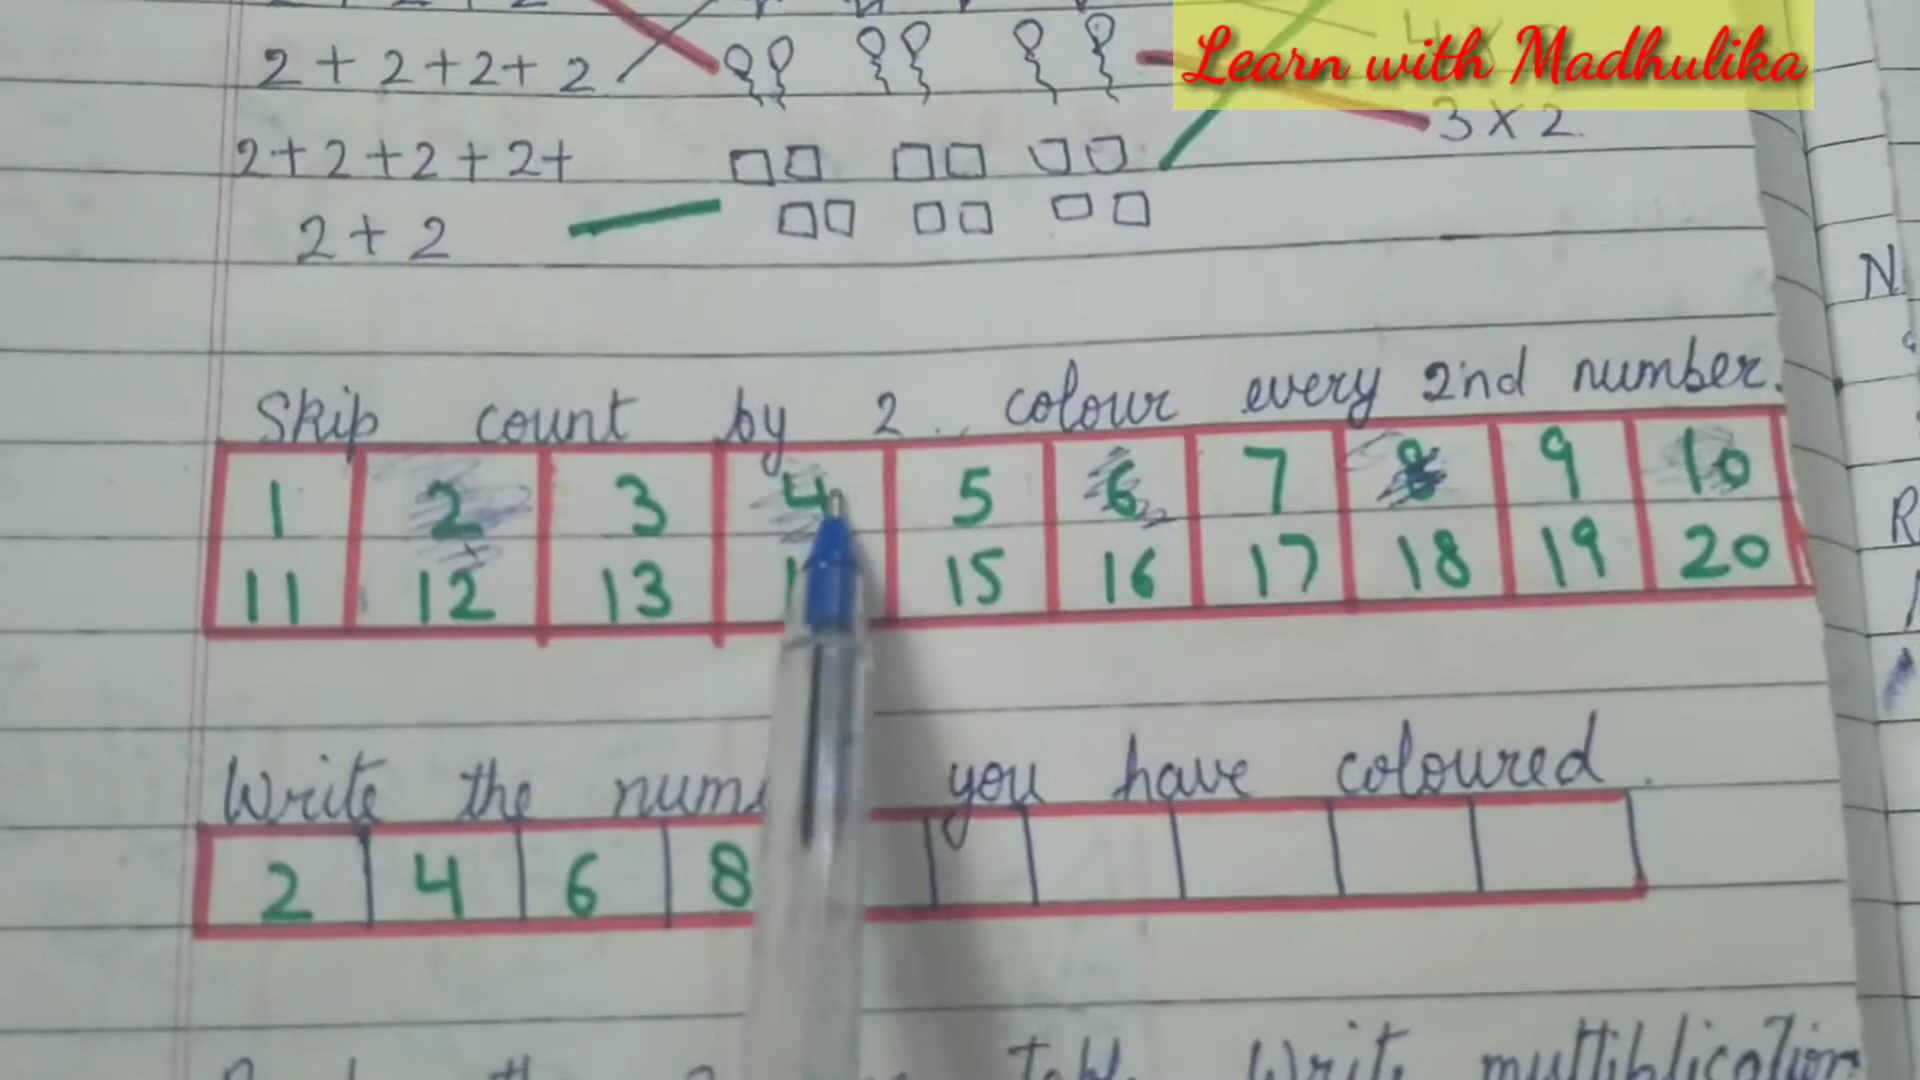 Learn with Madhulika
2 + 2 + 2 + 2
3 X 2
2 + 2 + 2 + 2 +
2 + 2
Skip count by 2. colour every 2nd number.
1 2 3 4 5 6 7 8 9 10
11 12 13 15 16 17 18 19 20
Write the you have coloured
2 4 6 8
Write multiplication